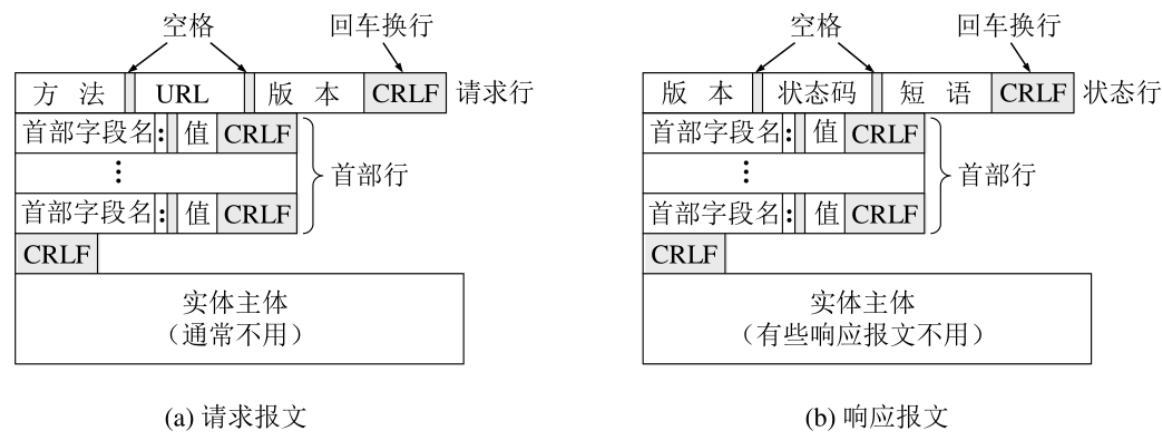 空格 回车换行
方 法 URL 版 本 CRLF 请求行
首部字段名: 值 CRLF
⋮ 首部行
首部字段名: 值 CRLF
CRLF
实体主体
（通常不用）
(a) 请求报文
空格 回车换行
版 本 状态码 短 语 CRLF 状态行
首部字段名: 值 CRLF
⋮ 首部行
首部字段名: 值 CRLF
CRLF
实体主体
（有些响应报文不用）
(b) 响应报文